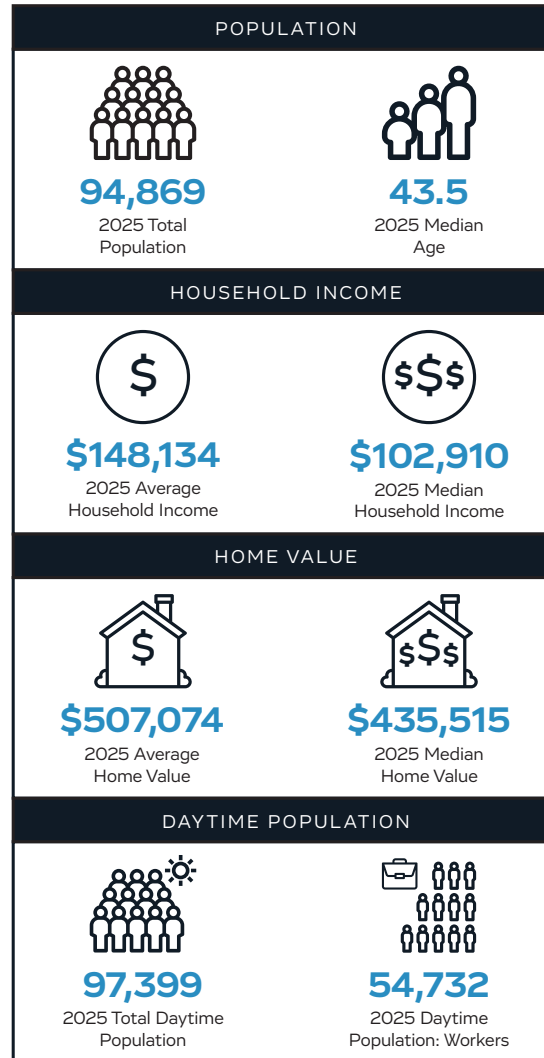 POPULATION
94,869
2025 Total
Population
43.5
2025 Median
Age
HOUSEHOLD INCOME
$
$148,134
2025 Average
Household Income
$$$
$102,910
2025 Median
Household Income
HOME VALUE
$
$507,074
2025 Average
Home Value
$$$
$435,515
2025 Median
Home Value
DAYTIME POPULATION
97,399
2025 Total Daytime
Population
54,732
2025 Daytime
Population: Workers